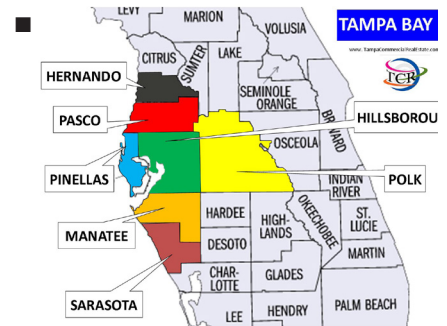 LEVY
MARION
VOLUSIA
TAMPA BAY
www.TampaCommercialRealEstate.com
TCR
CITRUS
SUMTER
LAKE
HERNANDO
SEMINOLE
ORANGE
PASCO
BREVARD
HILLSBOROU
OSCEOLA
PINELLAS
INDIAN
RIVER
POLK
MANATEE
HARDEE
HIGH-
LANDS
OKEECHOBEE
ST.
LUCIE
DESOTO
MARTIN
SARASOTA
CHAR-
LOTTE
GLADES
LEE
HENDRY
PALM BEACH